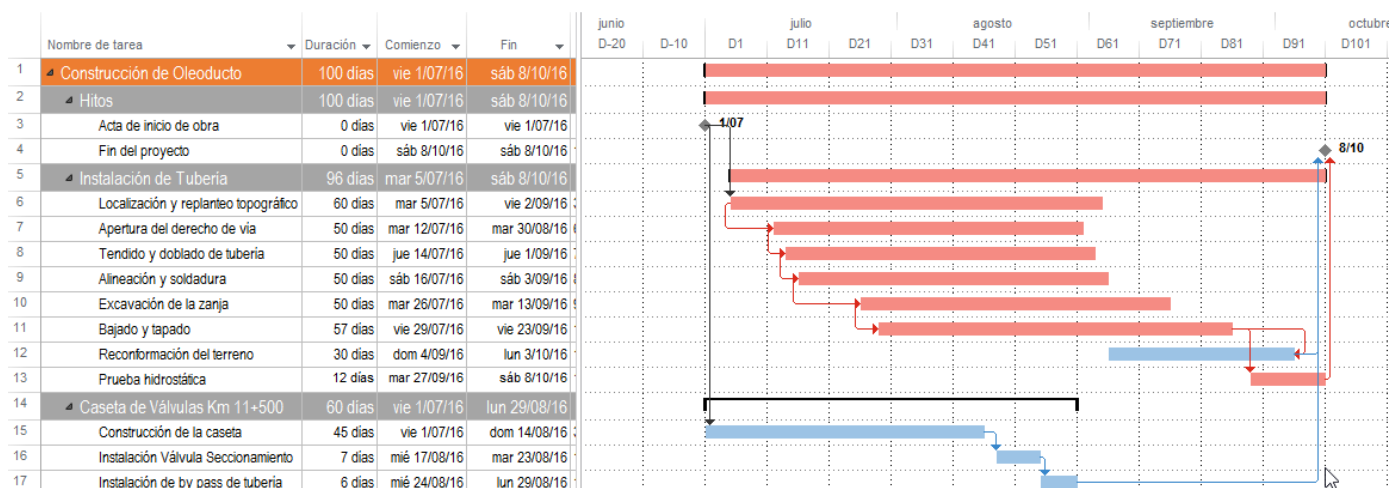 junio julio agosto septiembre octubre
Nombre de tarea Duración Comienzo Fin D-20 D-10 D1 D11 D21 D31 D41 D51 D61 D71 D81 D91 D101
1 Construcción de Oleoducto 100 días vie 1/07/16 sáb 8/10/16
2 Hitos 100 días vie 1/07/16 sáb 8/10/16
3 Acta de inicio de obra 0 días vie 1/07/16 vie 1/07/16 1/07
4 Fin del proyecto 0 días sáb 8/10/16 sáb 8/10/16 8/10
5 Instalación de Tubería 96 días mar 5/07/16 sáb 8/10/16
6 Localización y replanteo topográfico 60 días mar 5/07/16 vie 2/09/16
7 Apertura del derecho de vía 50 días mar 12/07/16 mar 30/08/16
8 Tendido y doblado de tubería 50 días jue 14/07/16 jue 1/09/16
9 Alineación y soldadura 50 días sáb 16/07/16 sáb 3/09/16
10 Excavación de la zanja 50 días mar 26/07/16 mar 13/09/16
11 Bajado y tapado 57 días vie 29/07/16 vie 23/09/16
12 Reconformación del terreno 30 días dom 4/09/16 lun 3/10/16
13 Prueba hidrostática 12 días mar 27/09/16 sáb 8/10/16
14 Caseta de Válvulas Km 11+500 60 días vie 1/07/16 lun 29/08/16
15 Construcción de la caseta 45 días vie 1/07/16 dom 14/08/16
16 Instalación Válvula Seccionamiento 7 días mié 17/08/16 mar 23/08/16
17 Instalación de by pass de tubería 6 días mié 24/08/16 lun 29/08/16